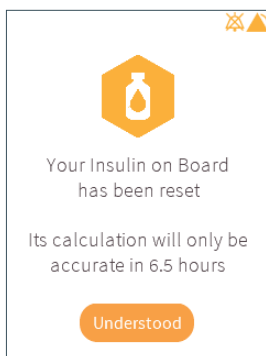 Your Insulin on Board
has been reset
Its calculation will only be
accurate in 6.5 hours
Understood